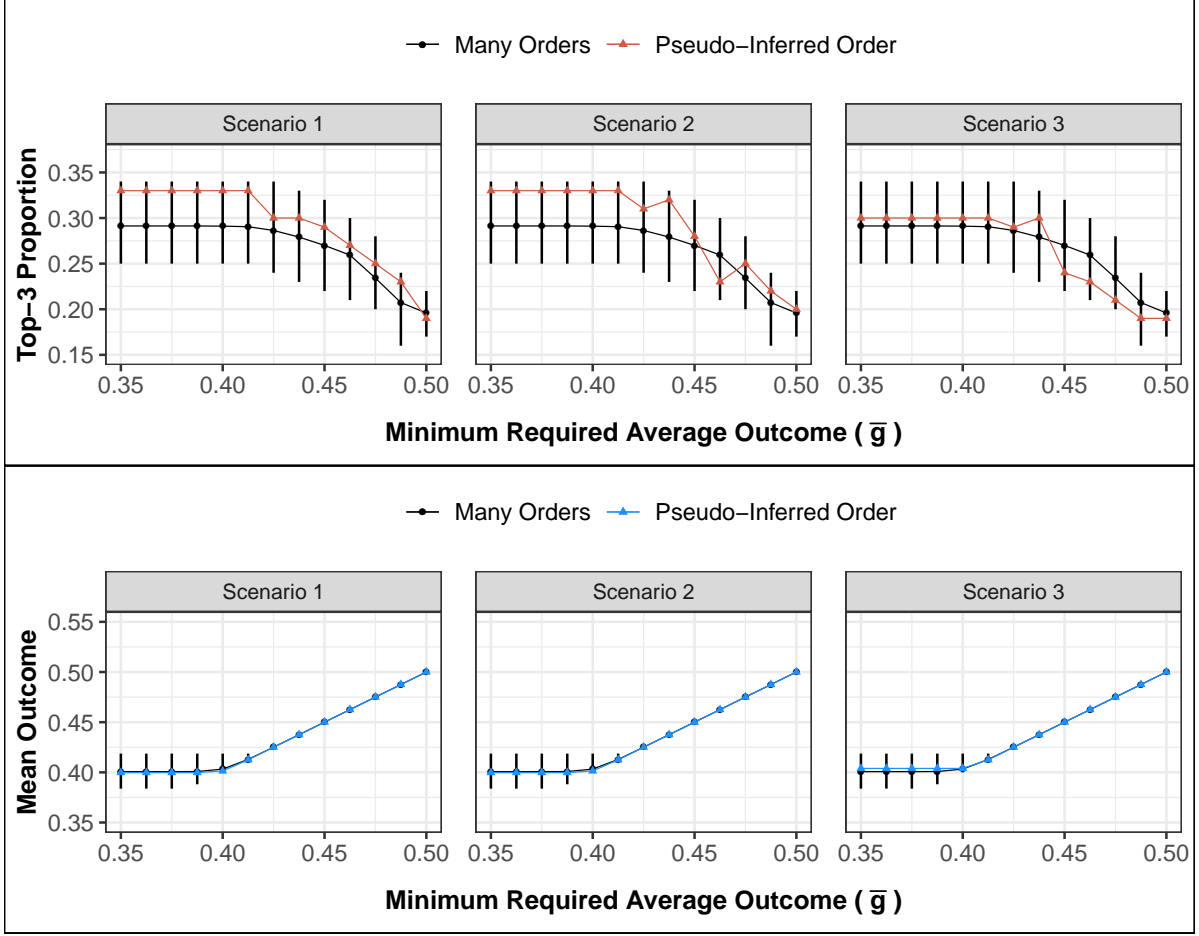 Many Orders Pseudo−Inferred Order
Scenario 1 Scenario 2 Scenario 3
Top−3 Proportion
0.35
0.30
0.25
0.20
0.15
0.35 0.40 0.45 0.50 0.35 0.40 0.45 0.50 0.35 0.40 0.45 0.50
Minimum Required Average Outcome ( g̅ )
Many Orders Pseudo−Inferred Order
Scenario 1 Scenario 2 Scenario 3
Mean Outcome
0.55
0.50
0.45
0.40
0.35
0.35 0.40 0.45 0.50 0.35 0.40 0.45 0.50 0.35 0.40 0.45 0.50
Minimum Required Average Outcome ( g̅ )